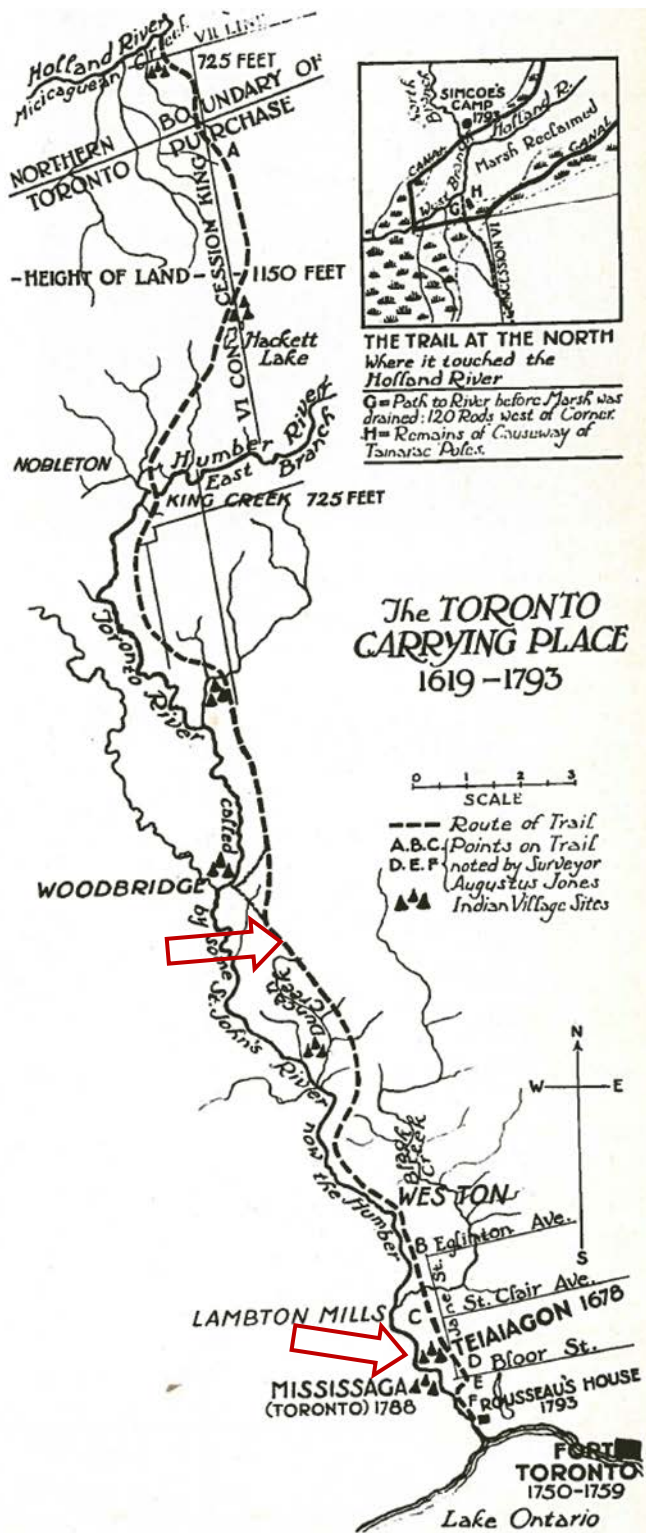 Holland River
Micicaguean Creek
VII LINE
725 FEET
NORTHERN BOUNDARY OF
TORONTO PURCHASE
A
VI CONCESSION KING
-HEIGHT OF LAND-
1150 FEET
Hackett
Lake
NOBLETON
Humber River
East Branch
KING CREEK 725 FEET
North
Branch
SIMCOE'S
CAMP
1793
Holland R.
CANAL
Marsh Reclaimed
CANAL
West Branch
G
H
CONCESSION VI
THE TRAIL AT THE NORTH
Where it touched the
Holland River
G=Path to River before Marsh was
drained: 120 Rods West of Corner.
H=Remains of Causeway of
Tamarac Poles.
The TORONTO
CARRYING PLACE
1619-1793
0 1 2 3
SCALE
Route of Trail
A.B.C. Points on Trail
D.E.F noted by Surveyor
Augustus Jones
Indian Village Sites
Toronto River
called
by some St. John's River
now the Humber
WOODBRIDGE
Duncan
Creek
Black
Creek
N
W E
S
WESTON
B Eglinton Ave.
Jane St.
St. Clair Ave.
LAMBTON MILLS
C
TEIAIAGON 1678
D Bloor St.
E
MISSISSAGA
(TORONTO) 1788
F ROUSSEAU'S HOUSE
1793
FORT
TORONTO
1750-1759
Lake Ontario